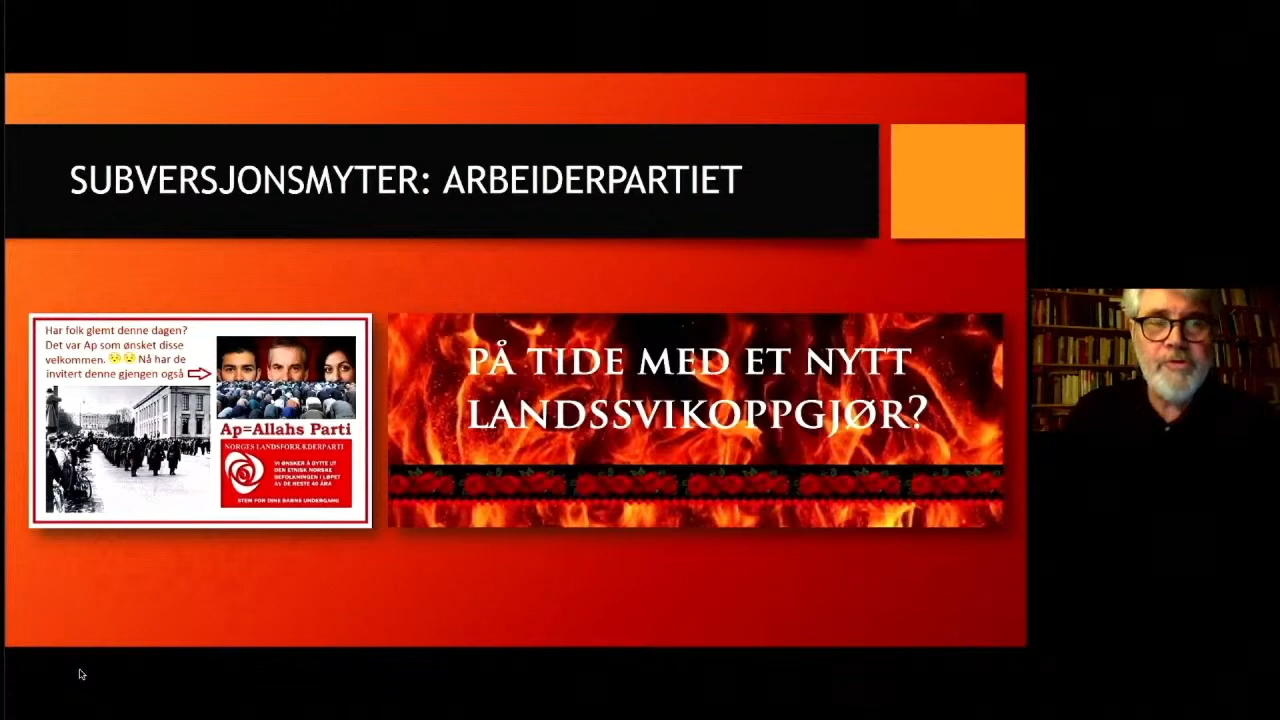 SUBVERSJONSMYTER: ARBEIDERPARTIET
Har folk glemt denne dagen?
Det var Ap som ønsket disse
velkommen. 😢😢 Nå har de
invitert denne gjengen også
Ap=Allahs Parti
NORGES LANDSFORRÆDERPARTI
VI ØNSKER Å BYTTE UT
DEN ETNISK NORSKE
BEFOLKNINGEN I LØPET
AV DE NESTE 40 ÅRA
STEM FOR DINE BARNS UNDERGANG
PÅ TIDE MED ET NYTT
LANDSSVIKOPPGJØR?